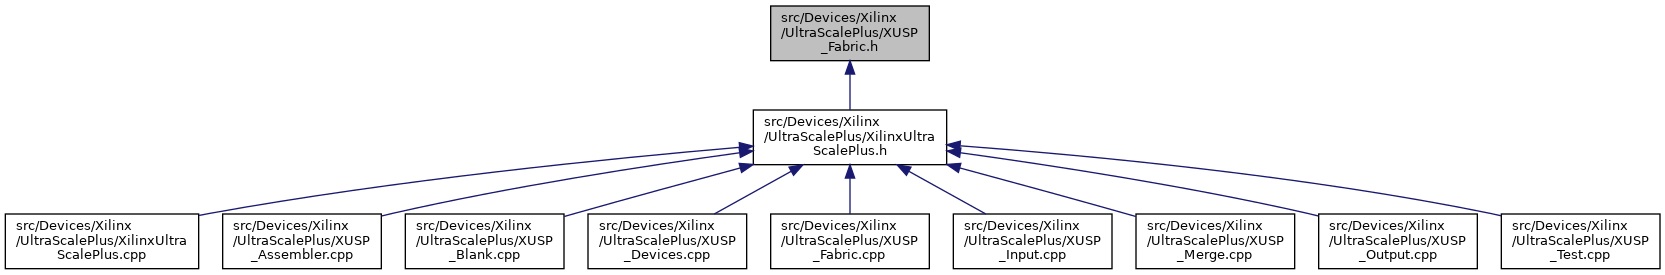 src/Devices/Xilinx
/UltraScalePlus/XUSP
_Fabric.h
src/Devices/Xilinx
/UltraScalePlus/XilinxUltra
ScalePlus.h
src/Devices/Xilinx
/UltraScalePlus/XilinxUltra
ScalePlus.cpp
src/Devices/Xilinx
/UltraScalePlus/XUSP
_Assembler.cpp
src/Devices/Xilinx
/UltraScalePlus/XUSP
_Blank.cpp
src/Devices/Xilinx
/UltraScalePlus/XUSP
_Devices.cpp
src/Devices/Xilinx
/UltraScalePlus/XUSP
_Fabric.cpp
src/Devices/Xilinx
/UltraScalePlus/XUSP
_Input.cpp
src/Devices/Xilinx
/UltraScalePlus/XUSP
_Merge.cpp
src/Devices/Xilinx
/UltraScalePlus/XUSP
_Output.cpp
src/Devices/Xilinx
/UltraScalePlus/XUSP
_Test.cpp